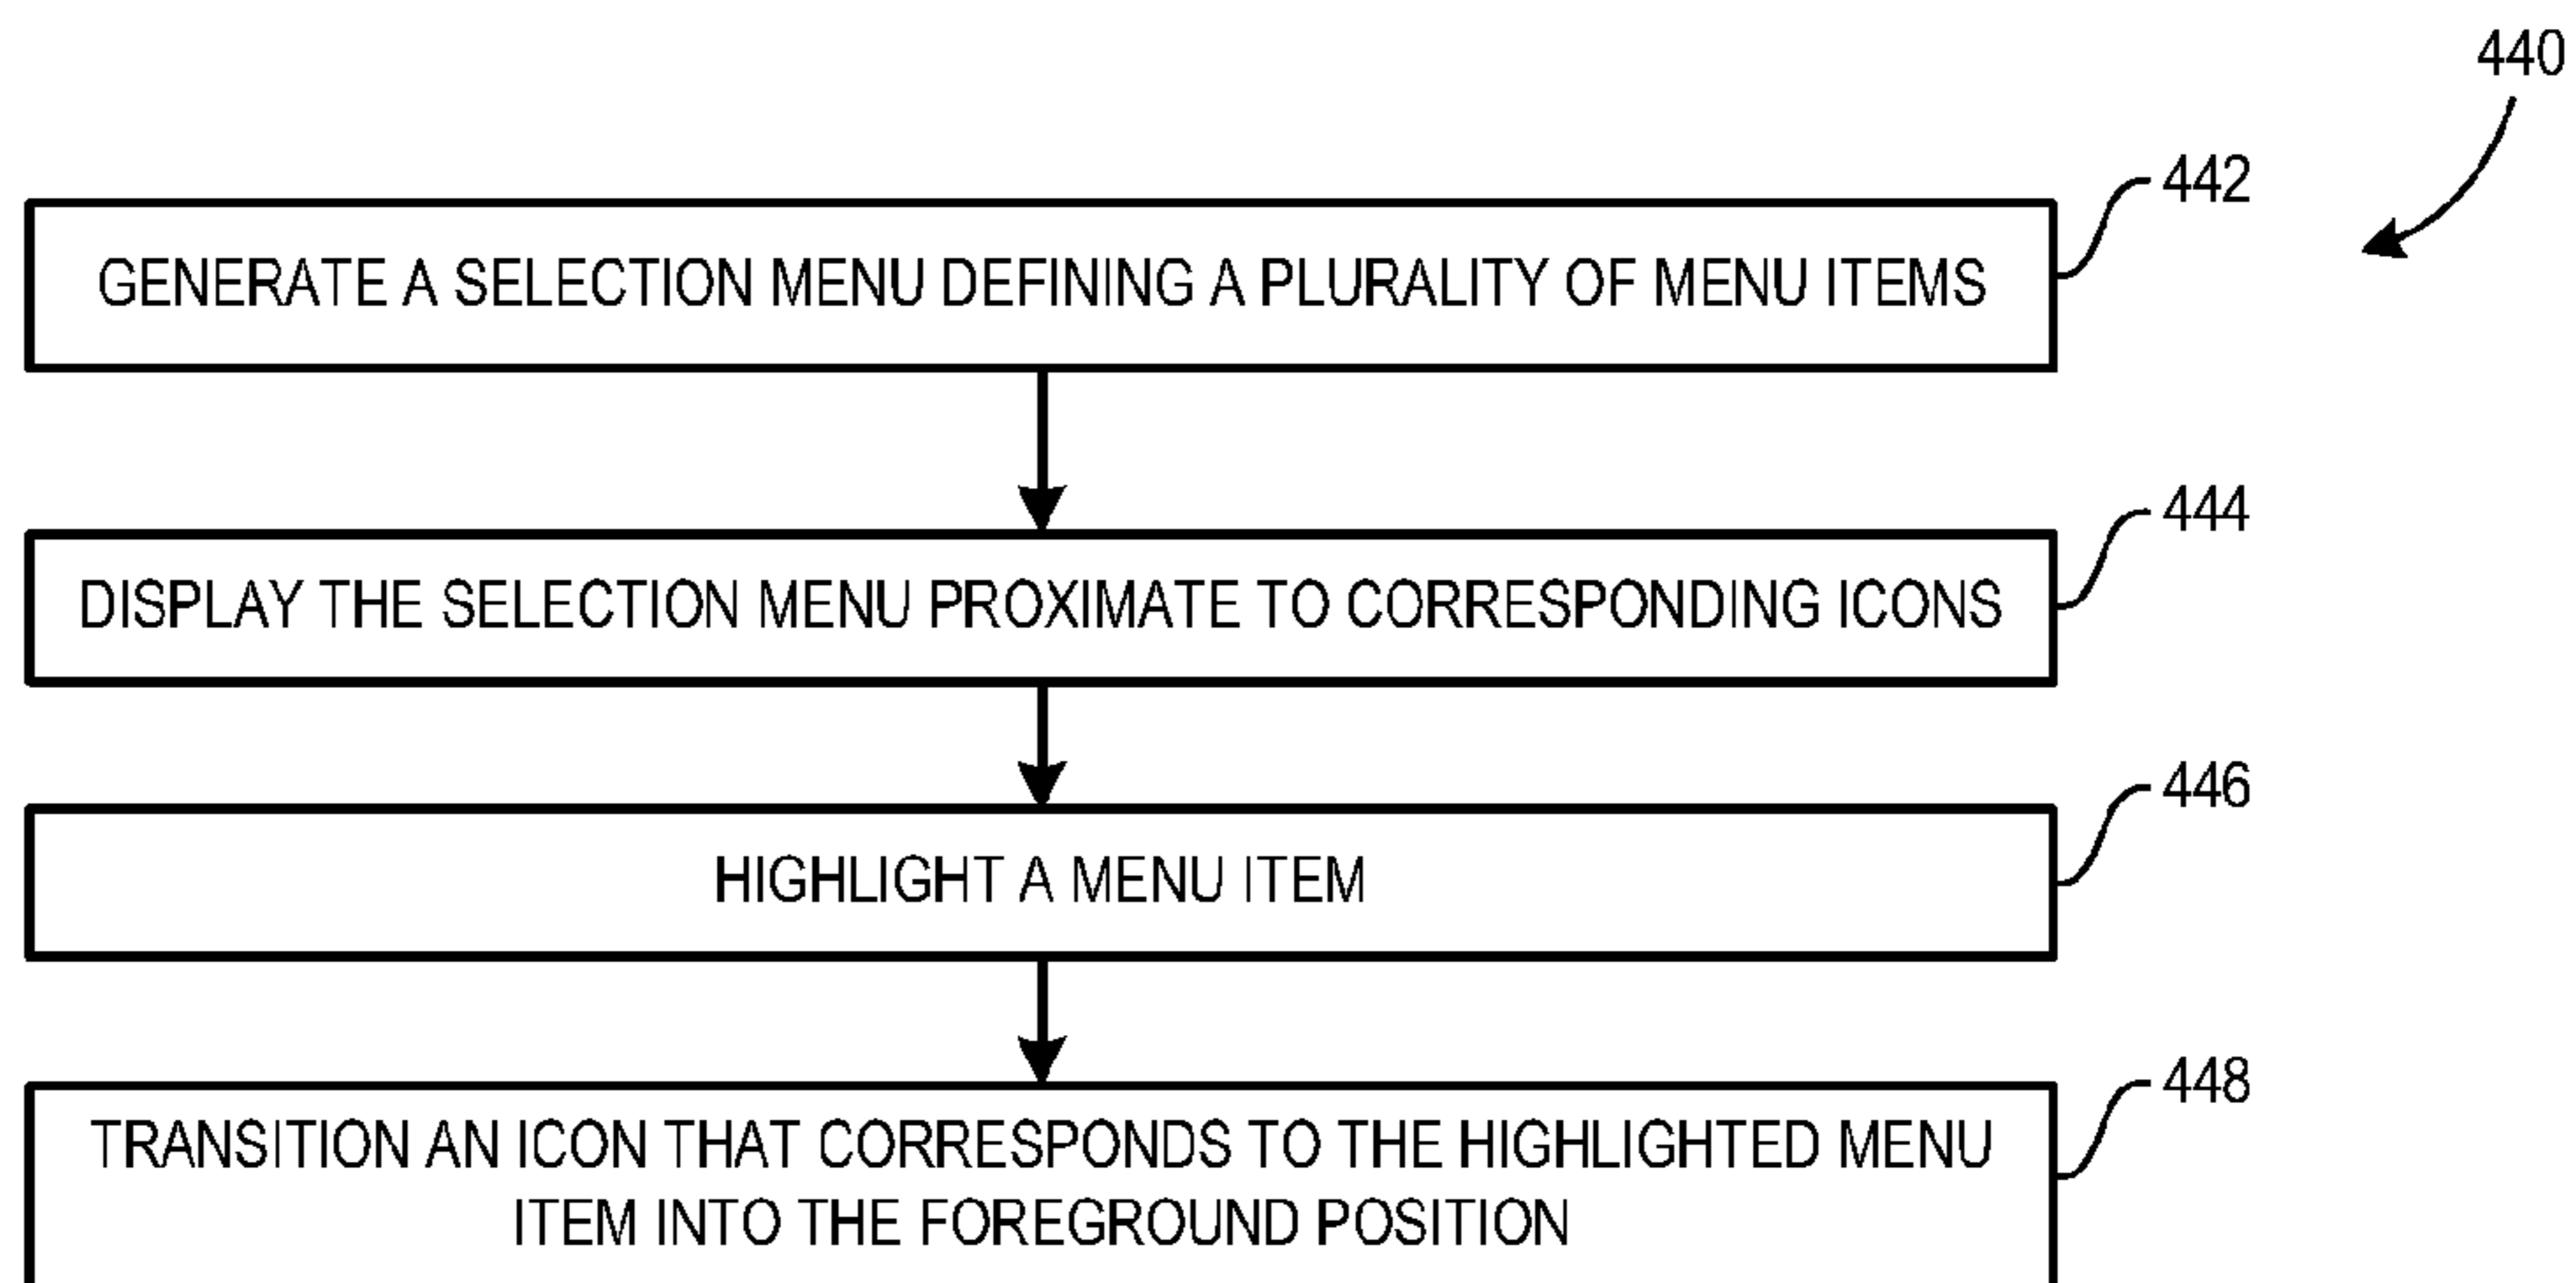 440
442
GENERATE A SELECTION MENU DEFINING A PLURALITY OF MENU ITEMS
444
DISPLAY THE SELECTION MENU PROXIMATE TO CORRESPONDING ICONS
446
HIGHLIGHT A MENU ITEM
448
TRANSITION AN ICON THAT CORRESPONDS TO THE HIGHLIGHTED MENU
ITEM INTO THE FOREGROUND POSITION